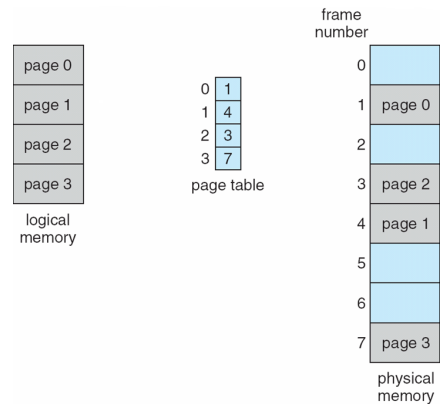 frame
number
page 0
page 1
page 2
page 3
logical
memory
0 1
1 4
2 3
3 7
page table
0
1 page 0
2
3 page 2
4 page 1
5
6
7 page 3
physical
memory